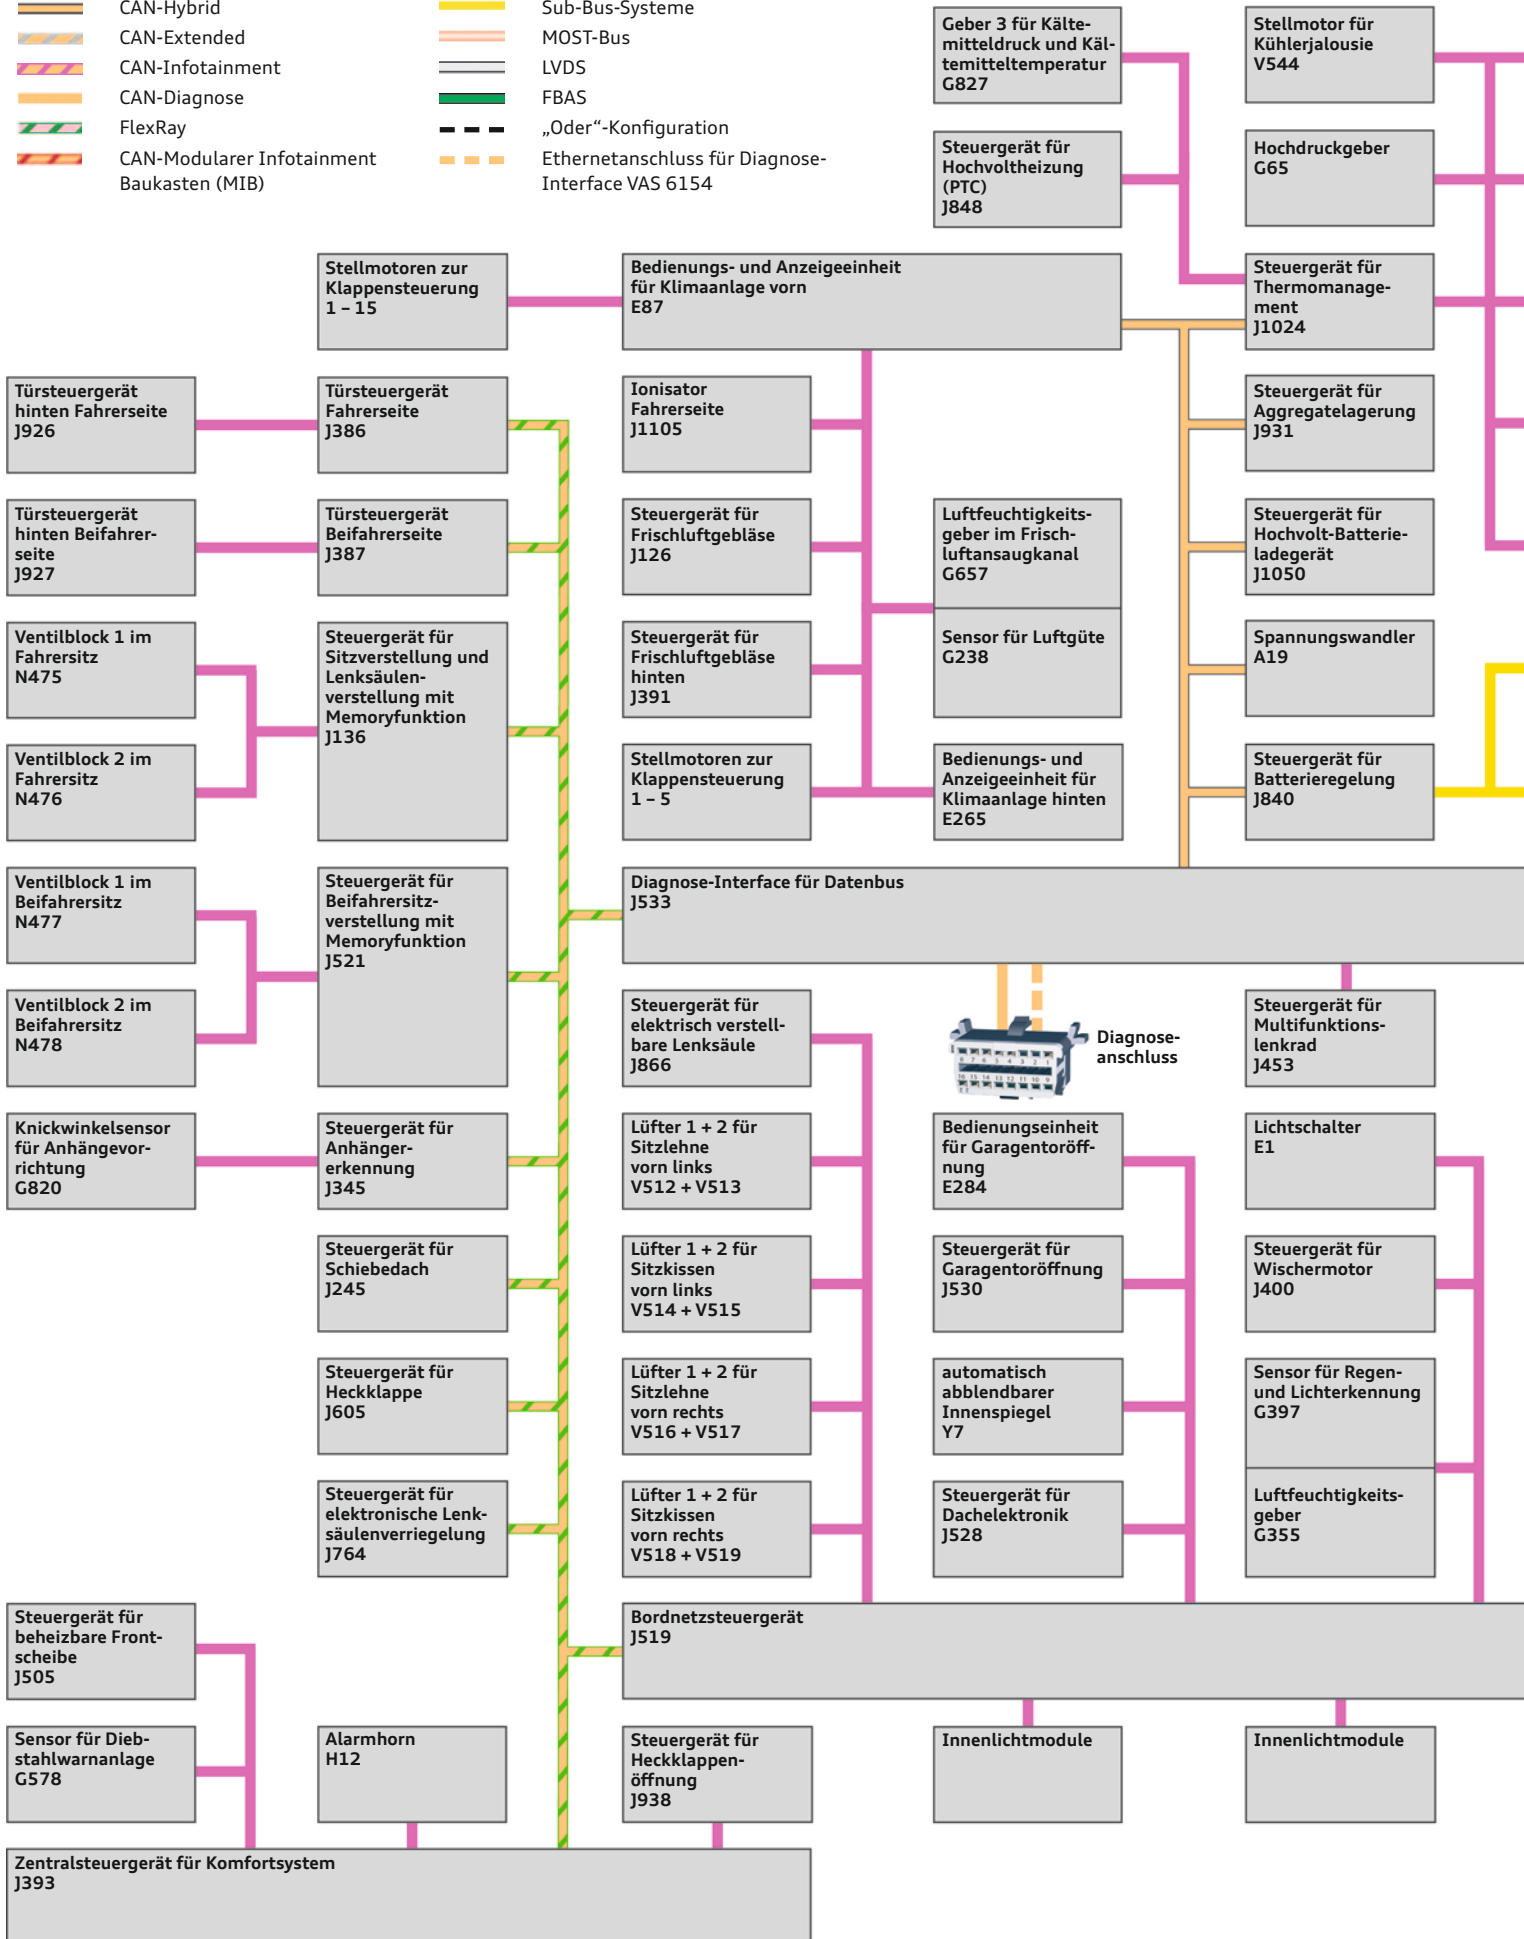 CAN-Hybrid
CAN-Extended
CAN-Infotainment
CAN-Diagnose
FlexRay
CAN-Modularer Infotainment
Baukasten (MIB)
Sub-Bus-Systeme
MOST-Bus
LVDS
FBAS
„Oder“-Konfiguration
Ethernetanschluss für Diagnose-
Interface VAS 6154
Geber 3 für Kälte-
mitteldruck und Käl-
temitteltemperatur
G827
Stellmotor für
Kühlerjalousie
V544
Steuergerät für
Hochvoltheizung
(PTC)
J848
Hochdruckgeber
G65
Stellmotoren zur
Klappensteuerung
1 – 15
Bedienungs- und Anzeigeeinheit
für Klimaanlage vorn
E87
Steuergerät für
Thermomanage-
ment
J1024
Türsteuergerät
hinten Fahrerseite
J926
Türsteuergerät
Fahrerseite
J386
Ionisator
Fahrerseite
J1105
Steuergerät für
Aggregatelagerung
J931
Türsteuergerät
hinten Beifahrer-
seite
J927
Türsteuergerät
Beifahrerseite
J387
Steuergerät für
Frischluftgebläse
J126
Luftfeuchtigkeits-
geber im Frisch-
luftansaugkanal
G657
Steuergerät für
Hochvolt-Batterie-
ladegerät
J1050
Ventilblock 1 im
Fahrersitz
N475
Steuergerät für
Sitzverstellung und
Lenksäulen-
verstellung mit
Memoryfunktion
J136
Steuergerät für
Frischluftgebläse
hinten
J391
Sensor für Luftgüte
G238
Spannungswandler
A19
Ventilblock 2 im
Fahrersitz
N476
Stellmotoren zur
Klappensteuerung
1 – 5
Bedienungs- und
Anzeigeeinheit für
Klimaanlage hinten
E265
Steuergerät für
Batterieregelung
J840
Ventilblock 1 im
Beifahrersitz
N477
Steuergerät für
Beifahrersitz-
verstellung mit
Memoryfunktion
J521
Diagnose-Interface für Datenbus
J533
Ventilblock 2 im
Beifahrersitz
N478
Steuergerät für
elektrisch verstell-
bare Lenksäule
J866
Diagnose-
anschluss
8 7 6 5 4 3 2 1
16 15 14 13 12 11 10 9
Steuergerät für
Multifunktions-
lenkrad
J453
Knickwinkelsensor
für Anhängevor-
richtung
G820
Steuergerät für
Anhänger-
erkennung
J345
Lüfter 1 + 2 für
Sitzlehne
vorn links
V512 + V513
Bedienungseinheit
für Garagentoröff-
nung
E284
Lichtschalter
E1
Steuergerät für
Schiebedach
J245
Lüfter 1 + 2 für
Sitzkissen
vorn links
V514 + V515
Steuergerät für
Garagentoröffnung
J530
Steuergerät für
Wischermotor
J400
Steuergerät für
Heckklappe
J605
Lüfter 1 + 2 für
Sitzlehne
vorn rechts
V516 + V517
automatisch
abblendbarer
Innenspiegel
Y7
Sensor für Regen-
und Lichterkennung
G397
Steuergerät für
elektronische Lenk-
säulenverriegelung
J764
Lüfter 1 + 2 für
Sitzkissen
vorn rechts
V518 + V519
Steuergerät für
Dachelektronik
J528
Luftfeuchtigkeits-
geber
G355
Steuergerät für
beheizbare Front-
scheibe
J505
Bordnetzsteuergerät
J519
Sensor für Dieb-
stahlwarnanlage
G578
Alarmhorn
H12
Steuergerät für
Heckklappen-
öffnung
J938
Innenlichtmodule
Innenlichtmodule
Zentralsteuergerät für Komfortsystem
J393